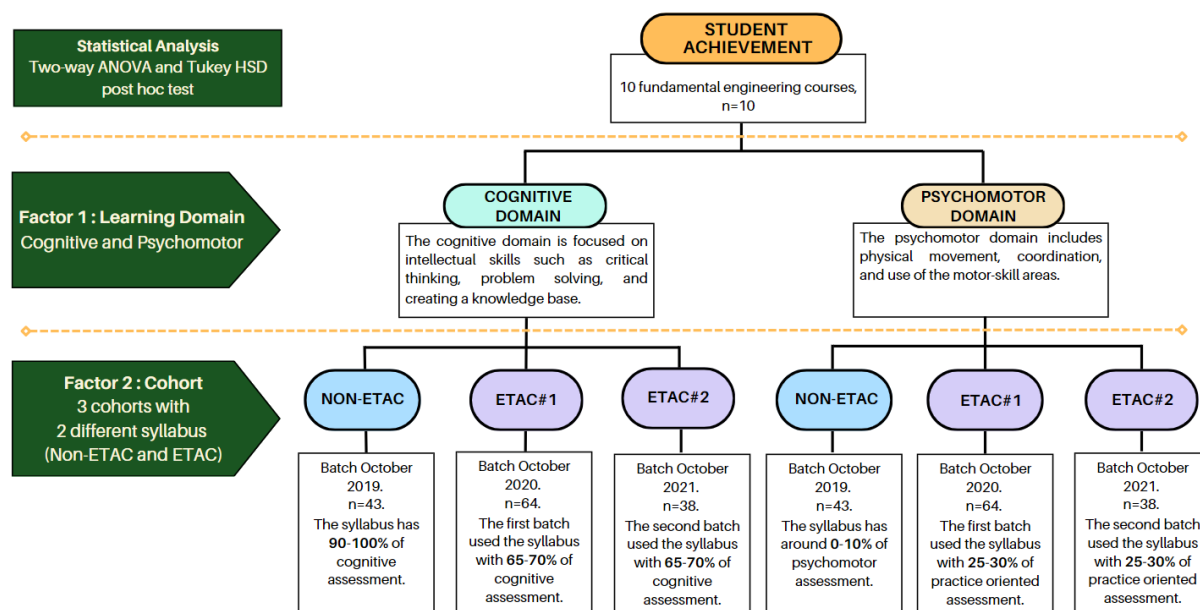 Statistical Analysis
Two-way ANOVA and Tukey HSD
post hoc test
STUDENT
ACHIEVEMENT
10 fundamental engineering courses,
n=10
Factor 1 : Learning Domain
Cognitive and Psychomotor
COGNITIVE
DOMAIN
The cognitive domain is focused on
intellectual skills such as critical
thinking, problem solving, and
creating a knowledge base.
PSYCHOMOTOR
DOMAIN
The psychomotor domain includes
physical movement, coordination,
and use of the motor-skill areas.
Factor 2 : Cohort
3 cohorts with
2 different syllabus
(Non-ETAC and ETAC)
NON-ETAC
Batch October
2019.
n=43.
The syllabus has
90-100% of
cognitive
assessment.
ETAC#1
Batch October
2020.
n=64.
The first batch
used the syllabus
with 65-70% of
cognitive
assessment.
ETAC#2
Batch October
2021.
n=38.
The second batch
used the syllabus
with 65-70% of
cognitive
assessment.
NON-ETAC
Batch October
2019.
n=43.
The syllabus has
around 0-10% of
psychomotor
assessment.
ETAC#1
Batch October
2020.
n=64.
The first batch
used the syllabus
with 25-30% of
practice oriented
assessment.
ETAC#2
Batch October
2021.
n=38.
The second batch
used the syllabus
with 25-30% of
practice oriented
assessment.